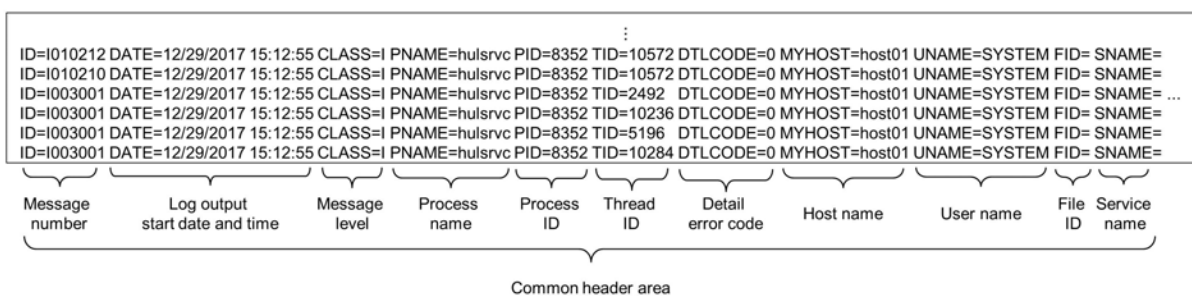 ⋮
ID=I010212 DATE=12/29/2017 15:12:55 CLASS=I PNAME=hulsrvc PID=8352 TID=10572 DTLCODE=0 MYHOST=host01 UNAME=SYSTEM FID= SNAME=
ID=I010210 DATE=12/29/2017 15:12:55 CLASS=I PNAME=hulsrvc PID=8352 TID=10572 DTLCODE=0 MYHOST=host01 UNAME=SYSTEM FID= SNAME=
ID=I003001 DATE=12/29/2017 15:12:55 CLASS=I PNAME=hulsrvc PID=8352 TID=2492 DTLCODE=0 MYHOST=host01 UNAME=SYSTEM FID= SNAME= ...
ID=I003001 DATE=12/29/2017 15:12:55 CLASS=I PNAME=hulsrvc PID=8352 TID=10236 DTLCODE=0 MYHOST=host01 UNAME=SYSTEM FID= SNAME=
ID=I003001 DATE=12/29/2017 15:12:55 CLASS=I PNAME=hulsrvc PID=8352 TID=5196 DTLCODE=0 MYHOST=host01 UNAME=SYSTEM FID= SNAME=
ID=I003001 DATE=12/29/2017 15:12:55 CLASS=I PNAME=hulsrvc PID=8352 TID=10284 DTLCODE=0 MYHOST=host01 UNAME=SYSTEM FID= SNAME=
Message
number
Log output
start date and time
Message
level
Process
name
Process
ID
Thread
ID
Detail
error code
Host name
User name
File
ID
Service
name
Common header area